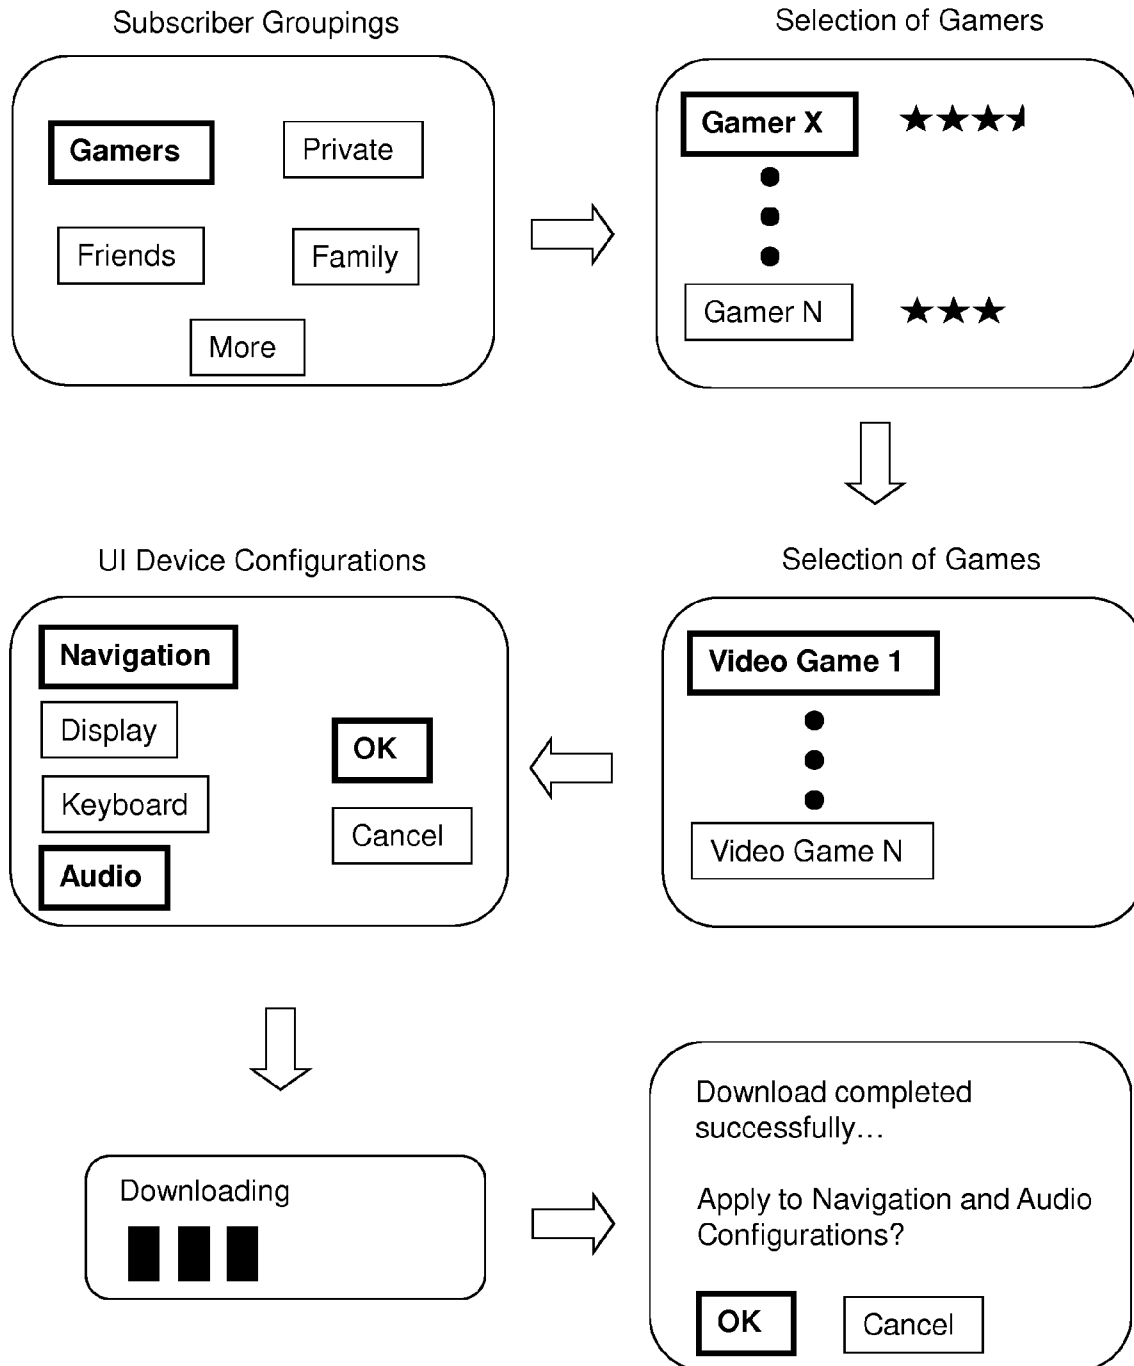 Subscriber Groupings
Gamers
Private
Friends
Family
More
Selection of Gamers
Gamer X
Gamer N
Selection of Games
Video Game 1
Video Game N
UI Device Configurations
Navigation
Display
Keyboard
Audio
OK
Cancel
Downloading
Download completed
successfully...
Apply to Navigation and Audio
Configurations?
OK
Cancel